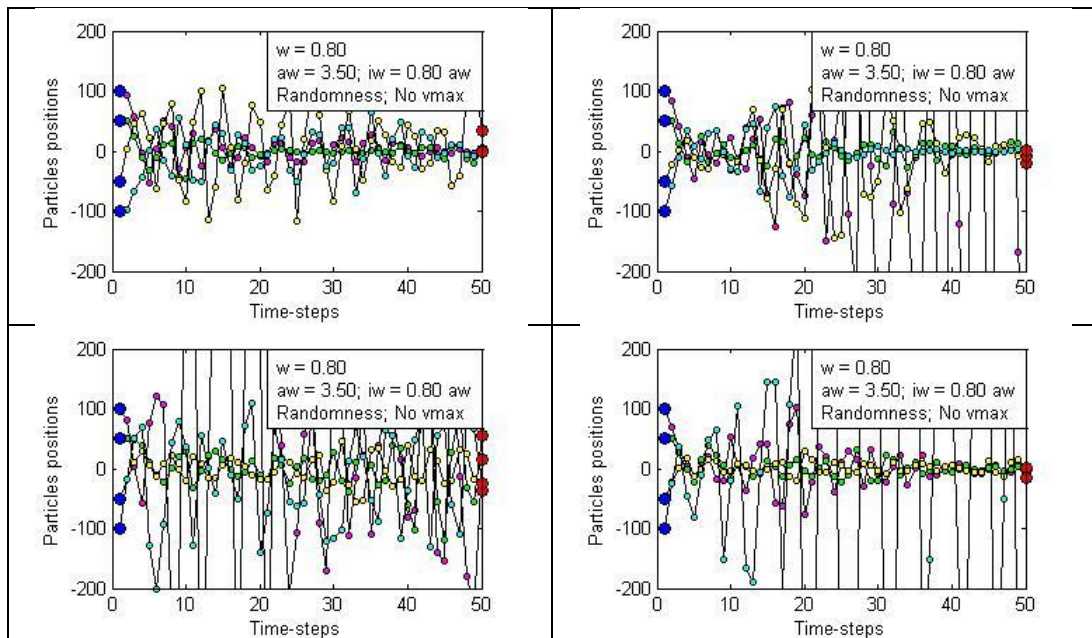 200
100
0
-100
-200
Particles positions
w = 0.80
aw = 3.50; iw = 0.80 aw
Randomness; No vmax
0 10 20 30 40 50
Time-steps
200
100
0
-100
-200
Particles positions
w = 0.80
aw = 3.50; iw = 0.80 aw
Randomness; No vmax
0 10 20 30 40 50
Time-steps
200
100
0
-100
-200
Particles positions
w = 0.80
aw = 3.50; iw = 0.80 aw
Randomness; No vmax
0 10 20 30 40 50
Time-steps
200
100
0
-100
-200
Particles positions
w = 0.80
aw = 3.50; iw = 0.80 aw
Randomness; No vmax
0 10 20 30 40 50
Time-steps